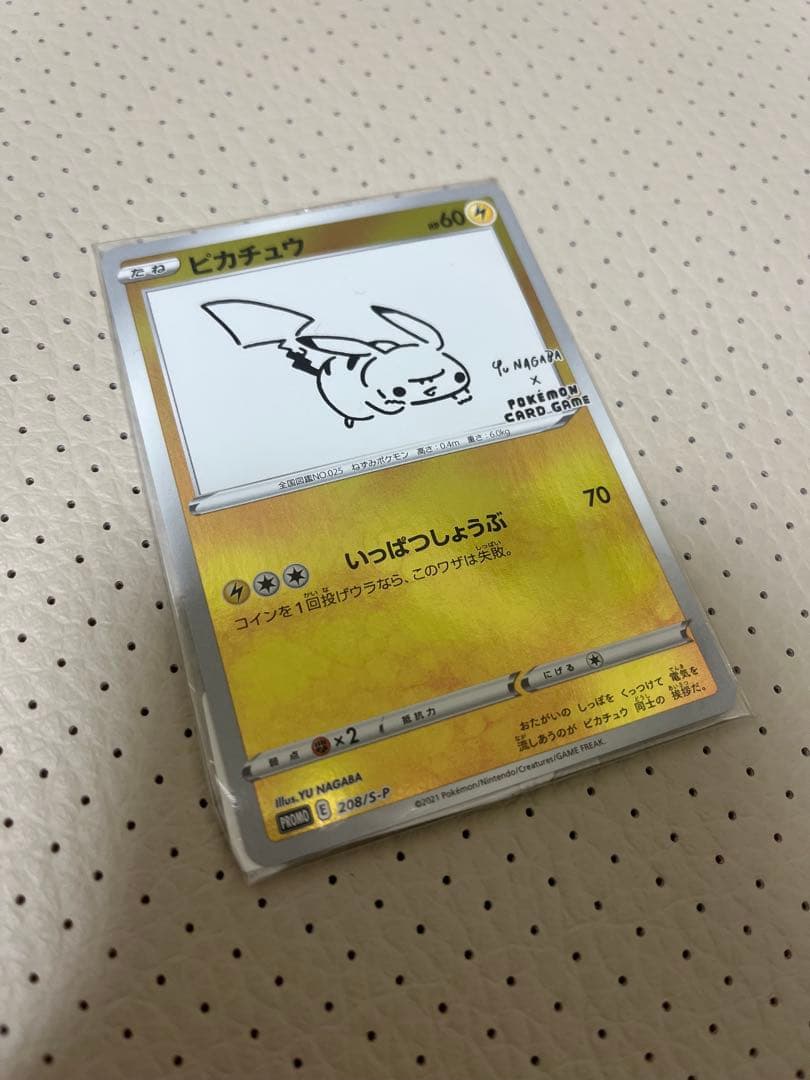 たね ピカチュウ HP60
YU NAGABA
×
POKÉMON
CARD GAME
全国図鑑NO.025 ねずみポケモン 高さ:0.4m 重さ:6.0kg
いっぱつしょうぶ 70
コインを1回投げウラなら、このワザは失敗。
弱点 ×2 抵抗力 にげる
おたがいの しっぽを くっつけて 電気を
流しあうのが ピカチュウ 同士の 挨拶だ。
Illus.YU NAGABA
PROMO E 208/S-P ©2021 Pokémon/Nintendo/Creatures/GAME FREAK.